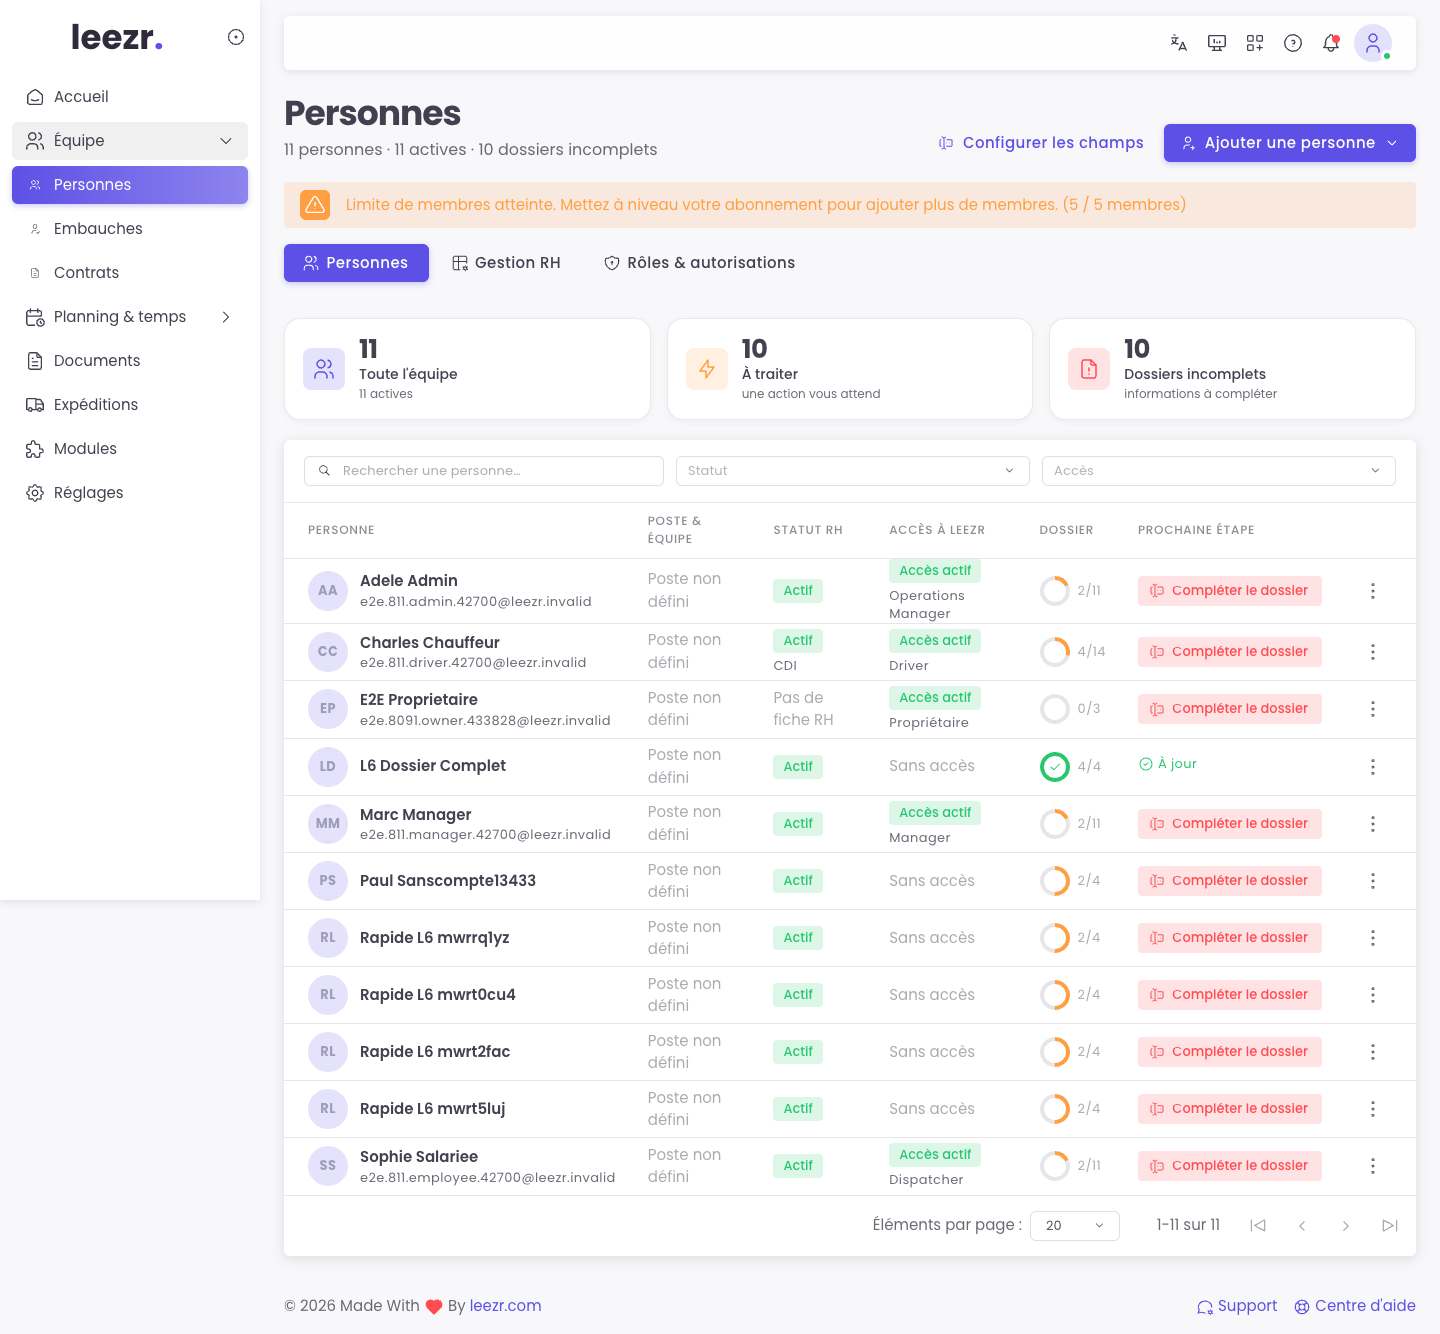 leezr.
Accueil
Équipe
Personnes
Embauches
Contrats
Planning & temps
Documents
Expéditions
Modules
Réglages
Personnes
11 personnes · 11 actives · 10 dossiers incomplets
Configurer les champs
Ajouter une personne
Limite de membres atteinte. Mettez à niveau votre abonnement pour ajouter plus de membres. (5 / 5 membres)
Personnes
Gestion RH
Rôles & autorisations
11
Toute l'équipe
11 actives
10
À traiter
une action vous attend
10
Dossiers incomplets
informations à compléter
Rechercher une personne…
Statut
Accès
PERSONNE
POSTE &
ÉQUIPE
STATUT RH
ACCÈS À LEEZR
DOSSIER
PROCHAINE ÉTAPE
AA
Adele Admin
e2e.811.admin.42700@leezr.invalid
Poste non
défini
Actif
Accès actif
Operations
Manager
2/11
Compléter le dossier
CC
Charles Chauffeur
e2e.811.driver.42700@leezr.invalid
Poste non
défini
Actif
CDI
Accès actif
Driver
4/14
Compléter le dossier
EP
E2E Proprietaire
e2e.8091.owner.433828@leezr.invalid
Poste non
défini
Pas de
fiche RH
Accès actif
Propriétaire
0/3
Compléter le dossier
LD
L6 Dossier Complet
Poste non
défini
Actif
Sans accès
4/4
À jour
MM
Marc Manager
e2e.811.manager.42700@leezr.invalid
Poste non
défini
Actif
Accès actif
Manager
2/11
Compléter le dossier
PS
Paul Sanscompte13433
Poste non
défini
Actif
Sans accès
2/4
Compléter le dossier
RL
Rapide L6 mwrrq1yz
Poste non
défini
Actif
Sans accès
2/4
Compléter le dossier
RL
Rapide L6 mwrt0cu4
Poste non
défini
Actif
Sans accès
2/4
Compléter le dossier
RL
Rapide L6 mwrt2fac
Poste non
défini
Actif
Sans accès
2/4
Compléter le dossier
RL
Rapide L6 mwrt5luj
Poste non
défini
Actif
Sans accès
2/4
Compléter le dossier
SS
Sophie Salariee
e2e.811.employee.42700@leezr.invalid
Poste non
défini
Actif
Accès actif
Dispatcher
2/11
Compléter le dossier
Éléments par page :
20
1-11 sur 11
© 2026 Made With
By leezr.com
Support
Centre d'aide